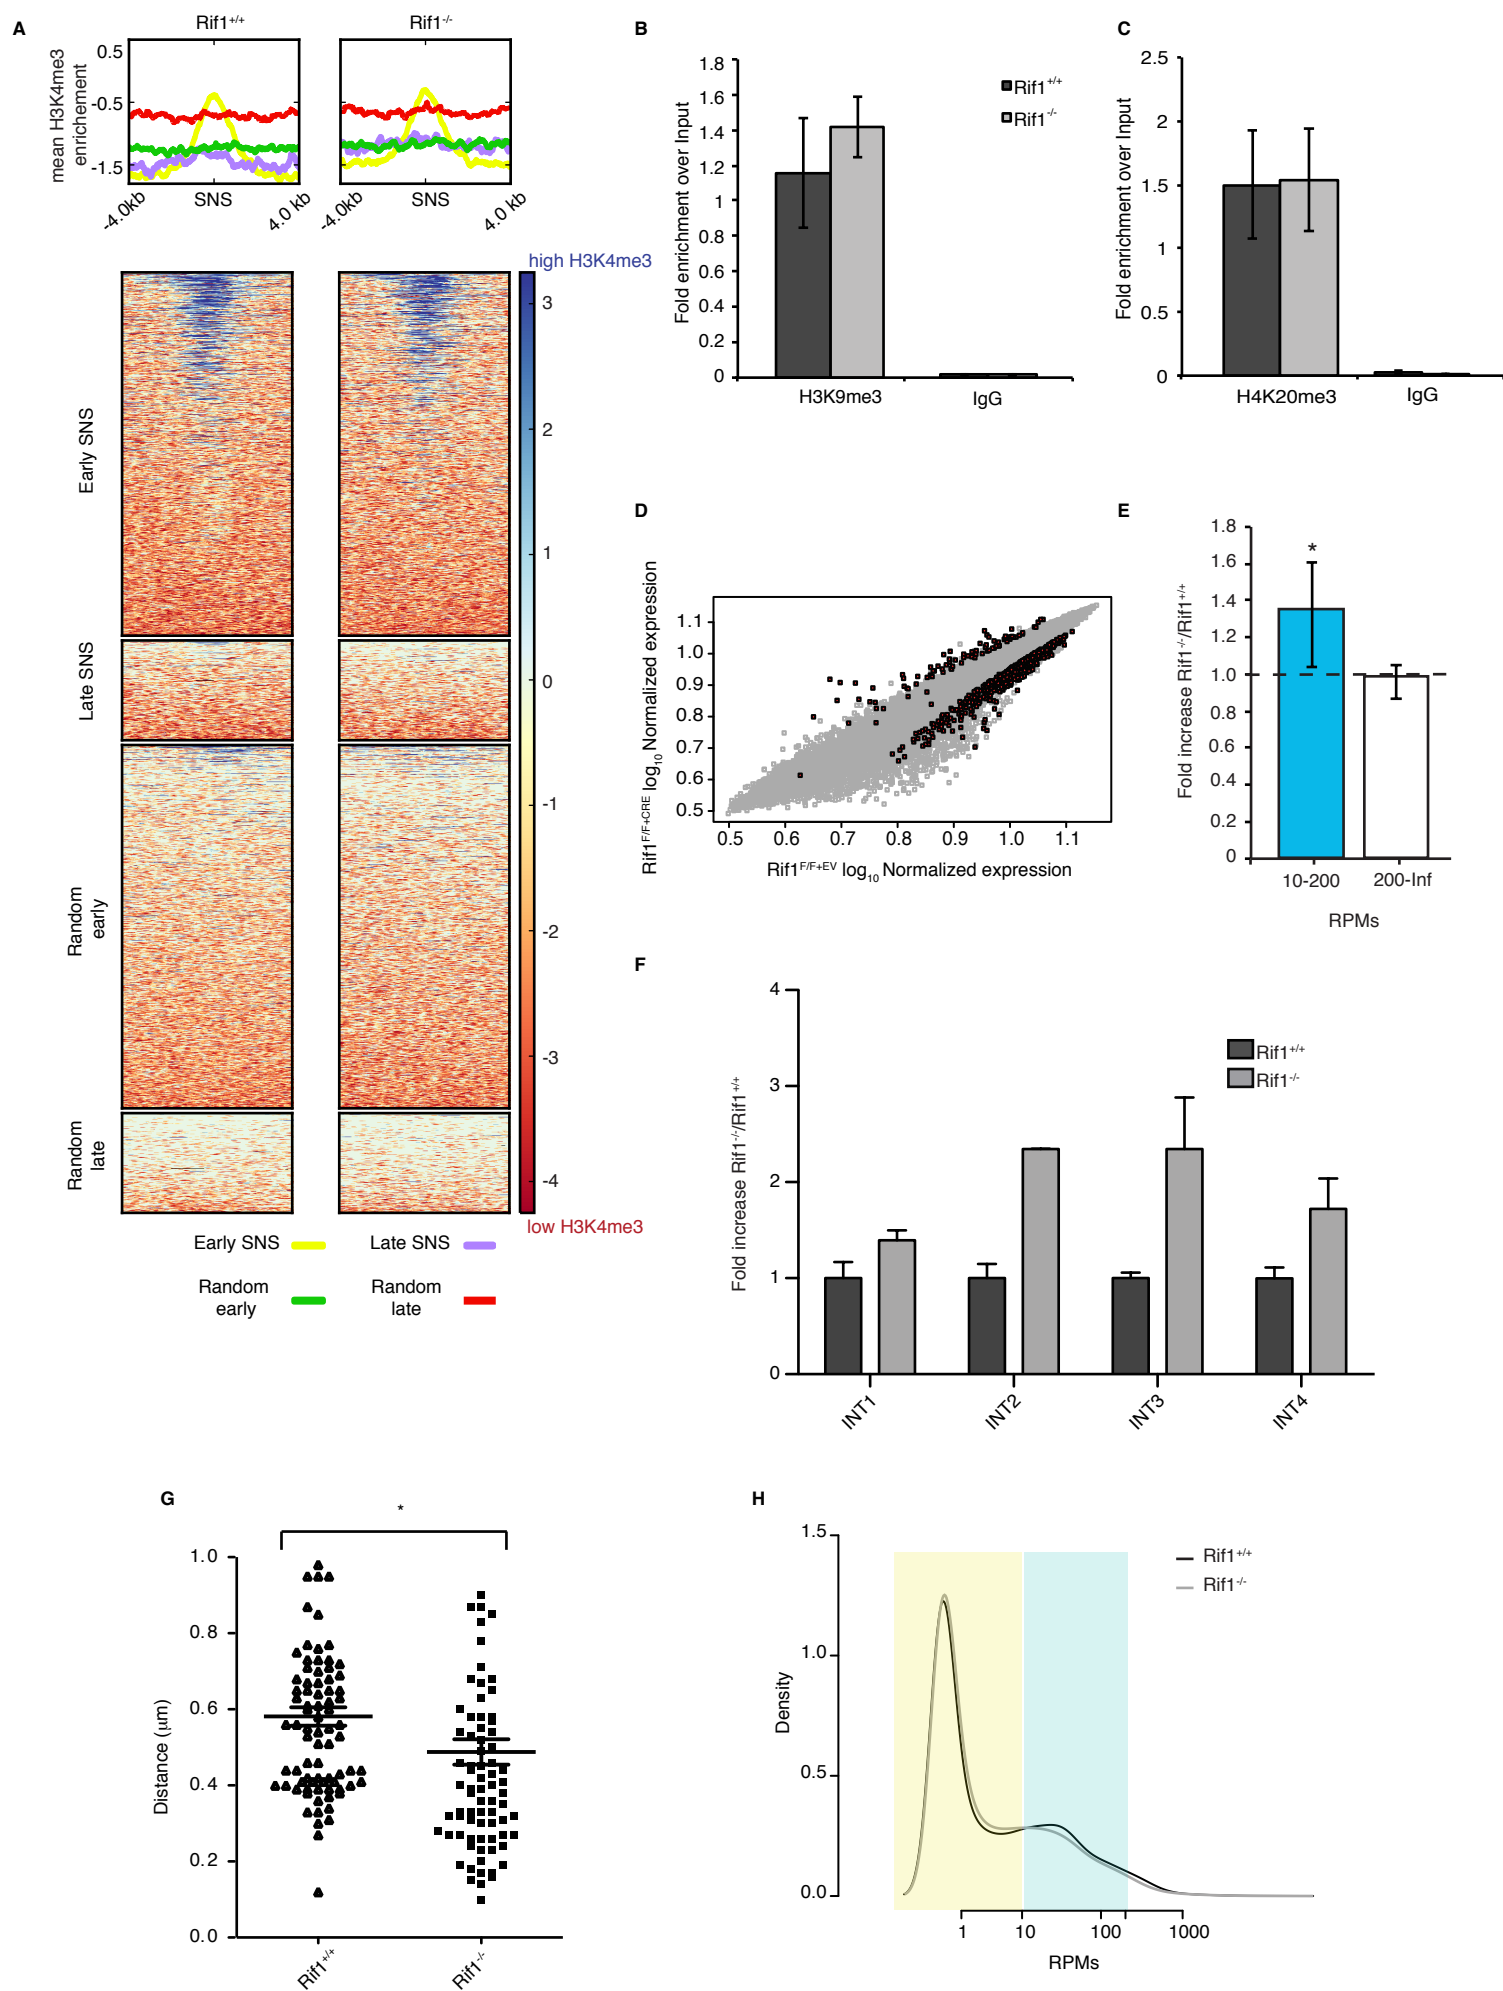 A
Rif1+/+
Rif1-/-
mean H3K4me3
enrichement
0.5
-0.5
-1.5
-4.0kb
SNS
4.0 kb
-4.0kb
SNS
4.0 kb
high H3K4me3
3
2
1
0
-1
-2
-3
-4
low H3K4me3
Early SNS
Late SNS
Random
early
Random
late
Early SNS
Late SNS
Random
early
Random
late
B
Fold enrichment over Input
1.8
1.6
1.4
1.2
1
0.8
0.6
0.4
0.2
0
Rif1+/+
Rif1-/-
H3K9me3
IgG
C
Fold enrichment over Input
2.5
2
1.5
1
0.5
0
H4K20me3
IgG
D
Rif1F/F+CRE log10 Normalized expression
1.1
1.0
0.9
0.8
0.7
0.6
0.5
0.5
0.6
0.7
0.8
0.9
1.0
1.1
Rif1F/F+EV log10 Normalized expression
E
Fold increase Rif1-/-/Rif1+/+
1.8
1.6
1.4
1.2
1.0
0.8
0.6
0.4
0.2
0
*
10-200
200-Inf
RPMs
F
Fold increase Rif1-/-/Rif1+/+
4
3
2
1
0
Rif1+/+
Rif1-/-
INT1
INT2
INT3
INT4
G
*
Distance (μm)
1.0
0.8
0.6
0.4
0.2
0.0
Rif1+/+
Rif1-/-
H
Density
1.5
1.0
0.5
0.0
Rif1+/+
Rif1-/-
1
10
100
1000
RPMs